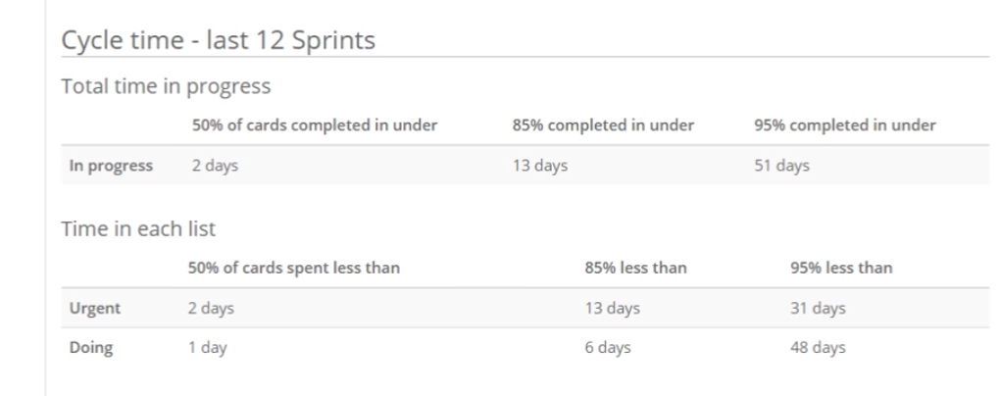 Cycle time - last 12 Sprints
Total time in progress
50% of cards completed in under 85% completed in under 95% completed in under
In progress 2 days 13 days 51 days
Time in each list
50% of cards spent less than 85% less than 95% less than
Urgent 2 days 13 days 31 days
Doing 1 day 6 days 48 days